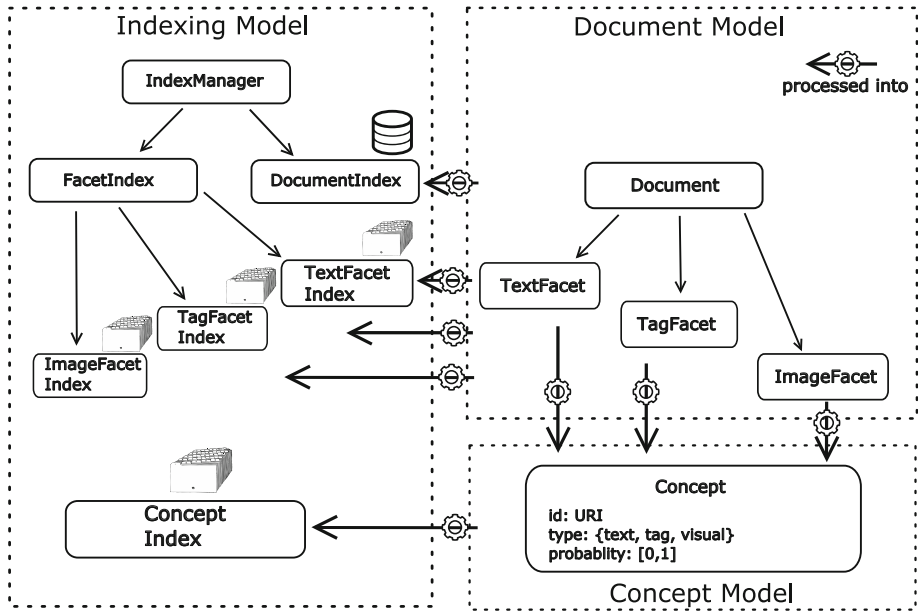 Indexing Model
IndexManager
FacetIndex
DocumentIndex
TextFacet
Index
TagFacet
Index
ImageFacet
Index
Concept
Index
Document Model
processed into
Document
TextFacet
TagFacet
ImageFacet
Concept
id: URI
type: {text, tag, visual}
probablity: [0,1]
Concept Model